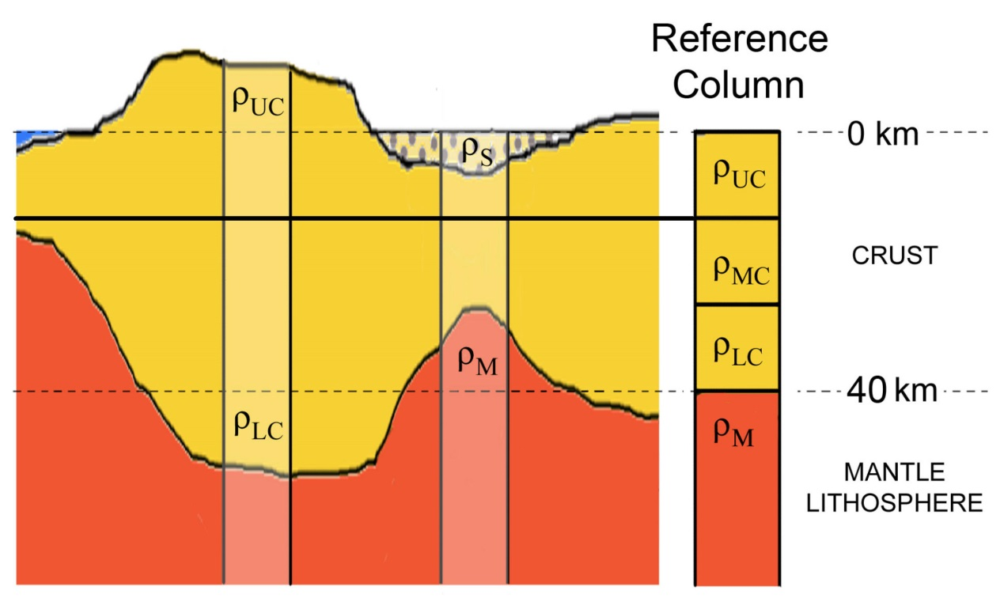 Reference
Column
ρUC
0 km
ρS
ρUC
CRUST
ρMC
ρLC
ρM
40 km
ρLC
ρM
MANTLE
LITHOSPHERE